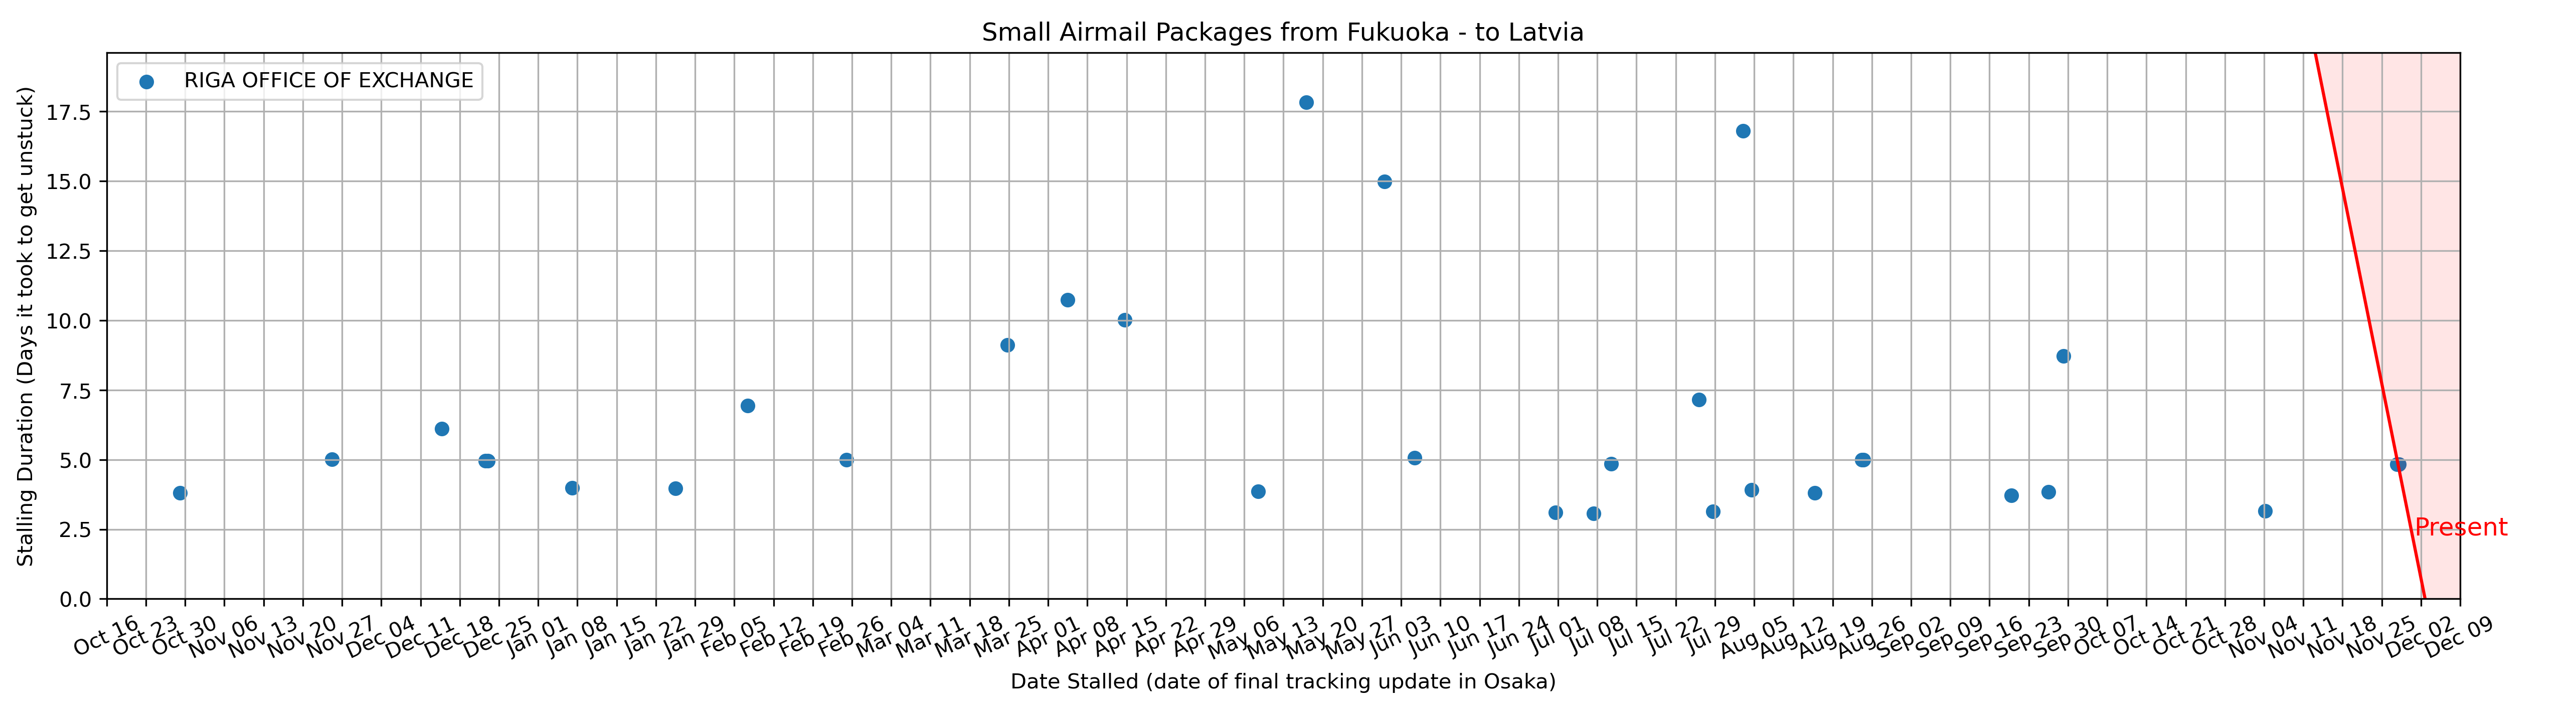 Small Airmail Packages from Fukuoka - to Latvia
RIGA OFFICE OF EXCHANGE
Stalling Duration (Days it took to get unstuck)
17.5
15.0
12.5
10.0
7.5
5.0
2.5
0.0
Present
Oct 16
Oct 23
Oct 30
Nov 06
Nov 13
Nov 20
Nov 27
Dec 04
Dec 11
Dec 18
Dec 25
Jan 01
Jan 08
Jan 15
Jan 22
Jan 29
Feb 05
Feb 12
Feb 19
Feb 26
Mar 04
Mar 11
Mar 18
Mar 25
Apr 01
Apr 08
Apr 15
Apr 22
Apr 29
May 06
May 13
May 20
May 27
Jun 03
Jun 10
Jun 17
Jun 24
Jul 01
Jul 08
Jul 15
Jul 22
Jul 29
Aug 05
Aug 12
Aug 19
Aug 26
Sep 02
Sep 09
Sep 16
Sep 23
Sep 30
Oct 07
Oct 14
Oct 21
Oct 28
Nov 04
Nov 11
Nov 18
Nov 25
Dec 02
Dec 09
Date Stalled (date of final tracking update in Osaka)